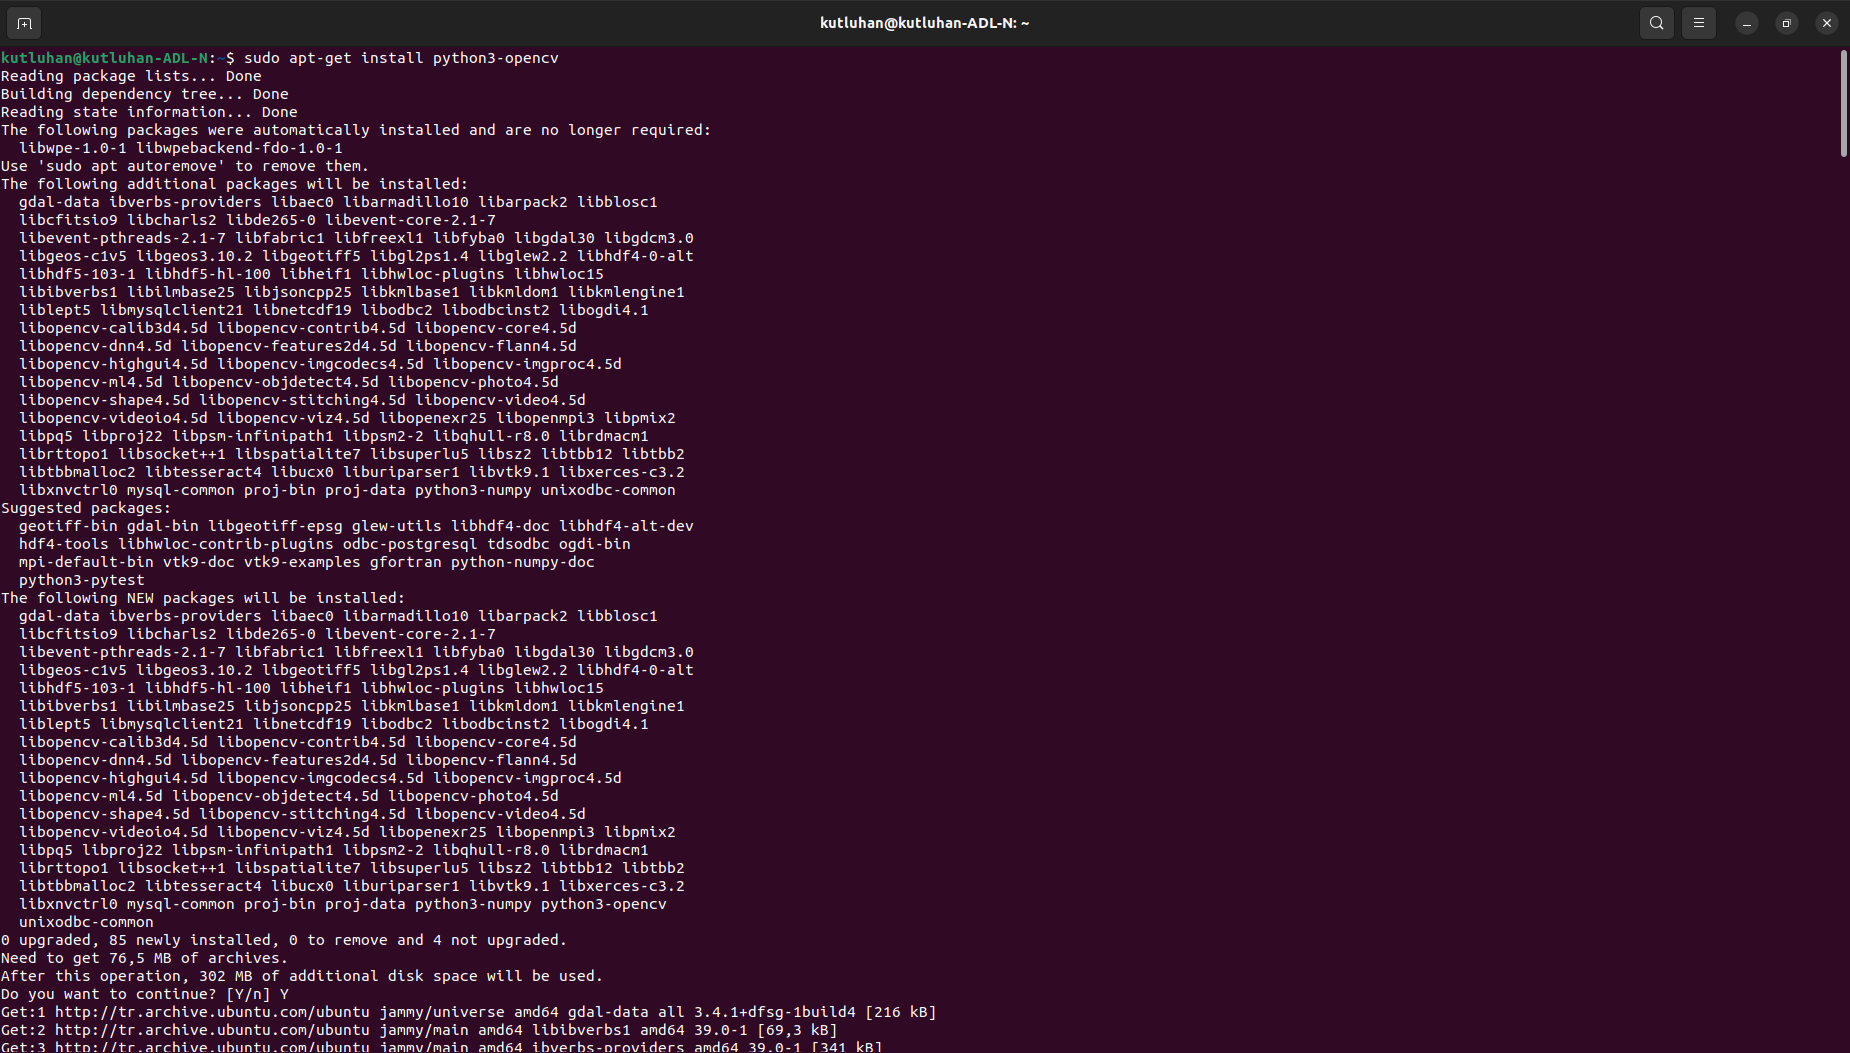 kutluhan@kutluhan-ADL-N: ~
kutluhan@kutluhan-ADL-N:~$ sudo apt-get install python3-opencv
Reading package lists... Done
Building dependency tree... Done
Reading state information... Done
The following packages were automatically installed and are no longer required:
  libwpe-1.0-1 libwpebackend-fdo-1.0-1
Use 'sudo apt autoremove' to remove them.
The following additional packages will be installed:
  gdal-data ibverbs-providers libaec0 libarmadillo10 libarpack2 libblosc1
  libcfitsio9 libcharls2 libde265-0 libevent-core-2.1-7
  libevent-pthreads-2.1-7 libfabric1 libfreexl1 libfyba0 libgdal30 libgdcm3.0
  libgeos-c1v5 libgeos3.10.2 libgeotiff5 libgl2ps1.4 libglew2.2 libhdf4-0-alt
  libhdf5-103-1 libhdf5-hl-100 libheif1 libhwloc-plugins libhwloc15
  libibverbs1 libilmbase25 libjsoncpp25 libkmlbase1 libkmldom1 libkmlengine1
  liblept5 libmysqlclient21 libnetcdf19 libodbc2 libodbcinst2 libogdi4.1
  libopencv-calib3d4.5d libopencv-contrib4.5d libopencv-core4.5d
  libopencv-dnn4.5d libopencv-features2d4.5d libopencv-flann4.5d
  libopencv-highgui4.5d libopencv-imgcodecs4.5d libopencv-imgproc4.5d
  libopencv-ml4.5d libopencv-objdetect4.5d libopencv-photo4.5d
  libopencv-shape4.5d libopencv-stitching4.5d libopencv-video4.5d
  libopencv-videoio4.5d libopencv-viz4.5d libopenexr25 libopenmpi3 libpmix2
  libpq5 libproj22 libpsm-infinipath1 libpsm2-2 libqhull-r8.0 librdmacm1
  librttopo1 libsocket++1 libspatialite7 libsuperlu5 libsz2 libtbb12 libtbb2
  libtbbmalloc2 libtesseract4 libucx0 liburiparser1 libvtk9.1 libxerces-c3.2
  libxnvctrl0 mysql-common proj-bin proj-data python3-numpy unixodbc-common
Suggested packages:
  geotiff-bin gdal-bin libgeotiff-epsg glew-utils libhdf4-doc libhdf4-alt-dev
  hdf4-tools libhwloc-contrib-plugins odbc-postgresql tdsodbc ogdi-bin
  mpi-default-bin vtk9-doc vtk9-examples gfortran python-numpy-doc
  python3-pytest
The following NEW packages will be installed:
  gdal-data ibverbs-providers libaec0 libarmadillo10 libarpack2 libblosc1
  libcfitsio9 libcharls2 libde265-0 libevent-core-2.1-7
  libevent-pthreads-2.1-7 libfabric1 libfreexl1 libfyba0 libgdal30 libgdcm3.0
  libgeos-c1v5 libgeos3.10.2 libgeotiff5 libgl2ps1.4 libglew2.2 libhdf4-0-alt
  libhdf5-103-1 libhdf5-hl-100 libheif1 libhwloc-plugins libhwloc15
  libibverbs1 libilmbase25 libjsoncpp25 libkmlbase1 libkmldom1 libkmlengine1
  liblept5 libmysqlclient21 libnetcdf19 libodbc2 libodbcinst2 libogdi4.1
  libopencv-calib3d4.5d libopencv-contrib4.5d libopencv-core4.5d
  libopencv-dnn4.5d libopencv-features2d4.5d libopencv-flann4.5d
  libopencv-highgui4.5d libopencv-imgcodecs4.5d libopencv-imgproc4.5d
  libopencv-ml4.5d libopencv-objdetect4.5d libopencv-photo4.5d
  libopencv-shape4.5d libopencv-stitching4.5d libopencv-video4.5d
  libopencv-videoio4.5d libopencv-viz4.5d libopenexr25 libopenmpi3 libpmix2
  libpq5 libproj22 libpsm-infinipath1 libpsm2-2 libqhull-r8.0 librdmacm1
  librttopo1 libsocket++1 libspatialite7 libsuperlu5 libsz2 libtbb12 libtbb2
  libtbbmalloc2 libtesseract4 libucx0 liburiparser1 libvtk9.1 libxerces-c3.2
  libxnvctrl0 mysql-common proj-bin proj-data python3-numpy python3-opencv
  unixodbc-common
0 upgraded, 85 newly installed, 0 to remove and 4 not upgraded.
Need to get 76,5 MB of archives.
After this operation, 302 MB of additional disk space will be used.
Do you want to continue? [Y/n] Y
Get:1 http://tr.archive.ubuntu.com/ubuntu jammy/universe amd64 gdal-data all 3.4.1+dfsg-1build4 [216 kB]
Get:2 http://tr.archive.ubuntu.com/ubuntu jammy/main amd64 libibverbs1 amd64 39.0-1 [69,3 kB]
Get:3 http://tr.archive.ubuntu.com/ubuntu jammy/main amd64 ibverbs-providers amd64 39.0-1 [341 kB]